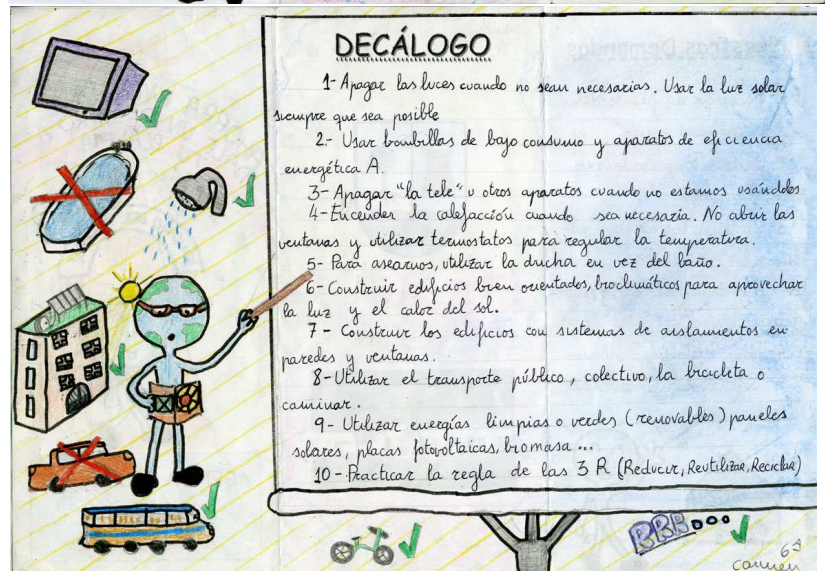 DECÁLOGO
1- Apagar las luces cuando no sean necesarias. Usar la luz solar
siempre que sea posible
2.- Usar bombillas de bajo consumo y aparatos de eficiencia
energética A.
3- Apagar "la tele" u otros aparatos cuando no estamos usándolos
4- Encender la calefacción cuando sea necesaria. No abrir las
ventanas y utilizar termostatos para regular la temperatura.
5- Para asearnos, utilizar la ducha en vez del baño.
6- Construir edificios bien orientados, bioclimáticos para aprovechar
la luz y el calor del sol.
7- Construir los edificios con sistemas de aislamientos en
paredes y ventanas.
8- Utilizar el transporte público, colectivo, la bicicleta o
caminar.
9- Utilizar energías limpias o verdes (renovables) paneles
solares, placas fotovoltaicas, biomasa...
10- Practicar la regla de las 3 R (Reducir, Reutilizar, Reciclar)
RRR...
6º
Carmen